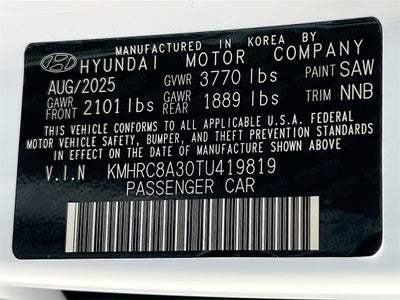 MANUFACTURED IN KOREA BY
HYUNDAI MOTOR COMPANY
AUG/2025 GVWR 3770 lbs PAINT SAW
GAWR FRONT 2101 lbs GAWR REAR 1889 lbs TRIM NNB
THIS VEHICLE CONFORMS TO ALL APPLICABLE U.S.A. FEDERAL
MOTOR VEHICLE SAFETY, BUMPER, AND THEFT PREVENTION STANDARDS
IN EFFECT ON THE DATE OF MANUFACTURE SHOWN ABOVE.
V.I.N KMHRC8A30TU419819
PASSENGER CAR